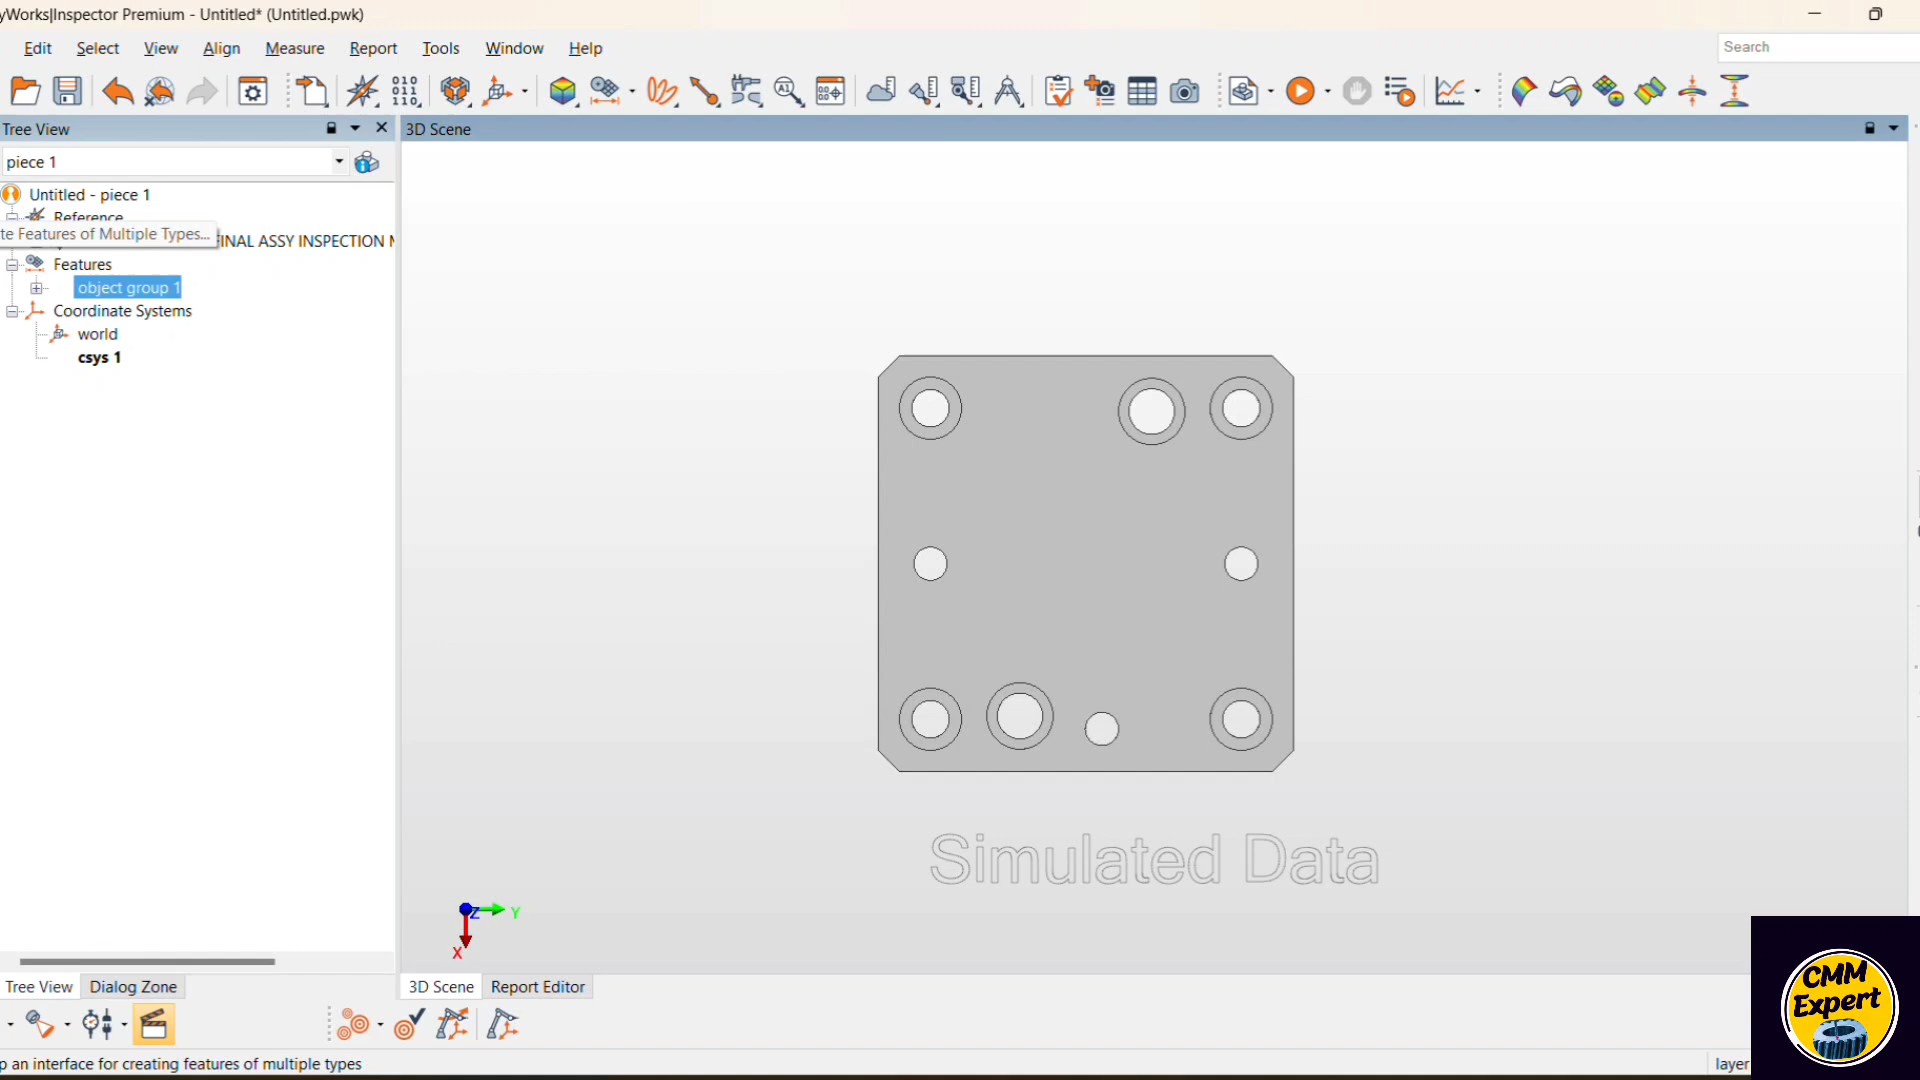 yWorks|Inspector Premium - Untitled* (Untitled.pwk)
Edit Select View Align Measure Report Tools Window Help
Search
Tree View
3D Scene
piece 1
Untitled - piece 1
Reference
te Features of Multiple Types...
INAL ASSY INSPECTION
Features
object group 1
Coordinate Systems
world
csys 1
Simulated Data
Z
Y
X
Tree View
Dialog Zone
3D Scene
Report Editor
p an interface for creating features of multiple types
layer
CMM
Expert